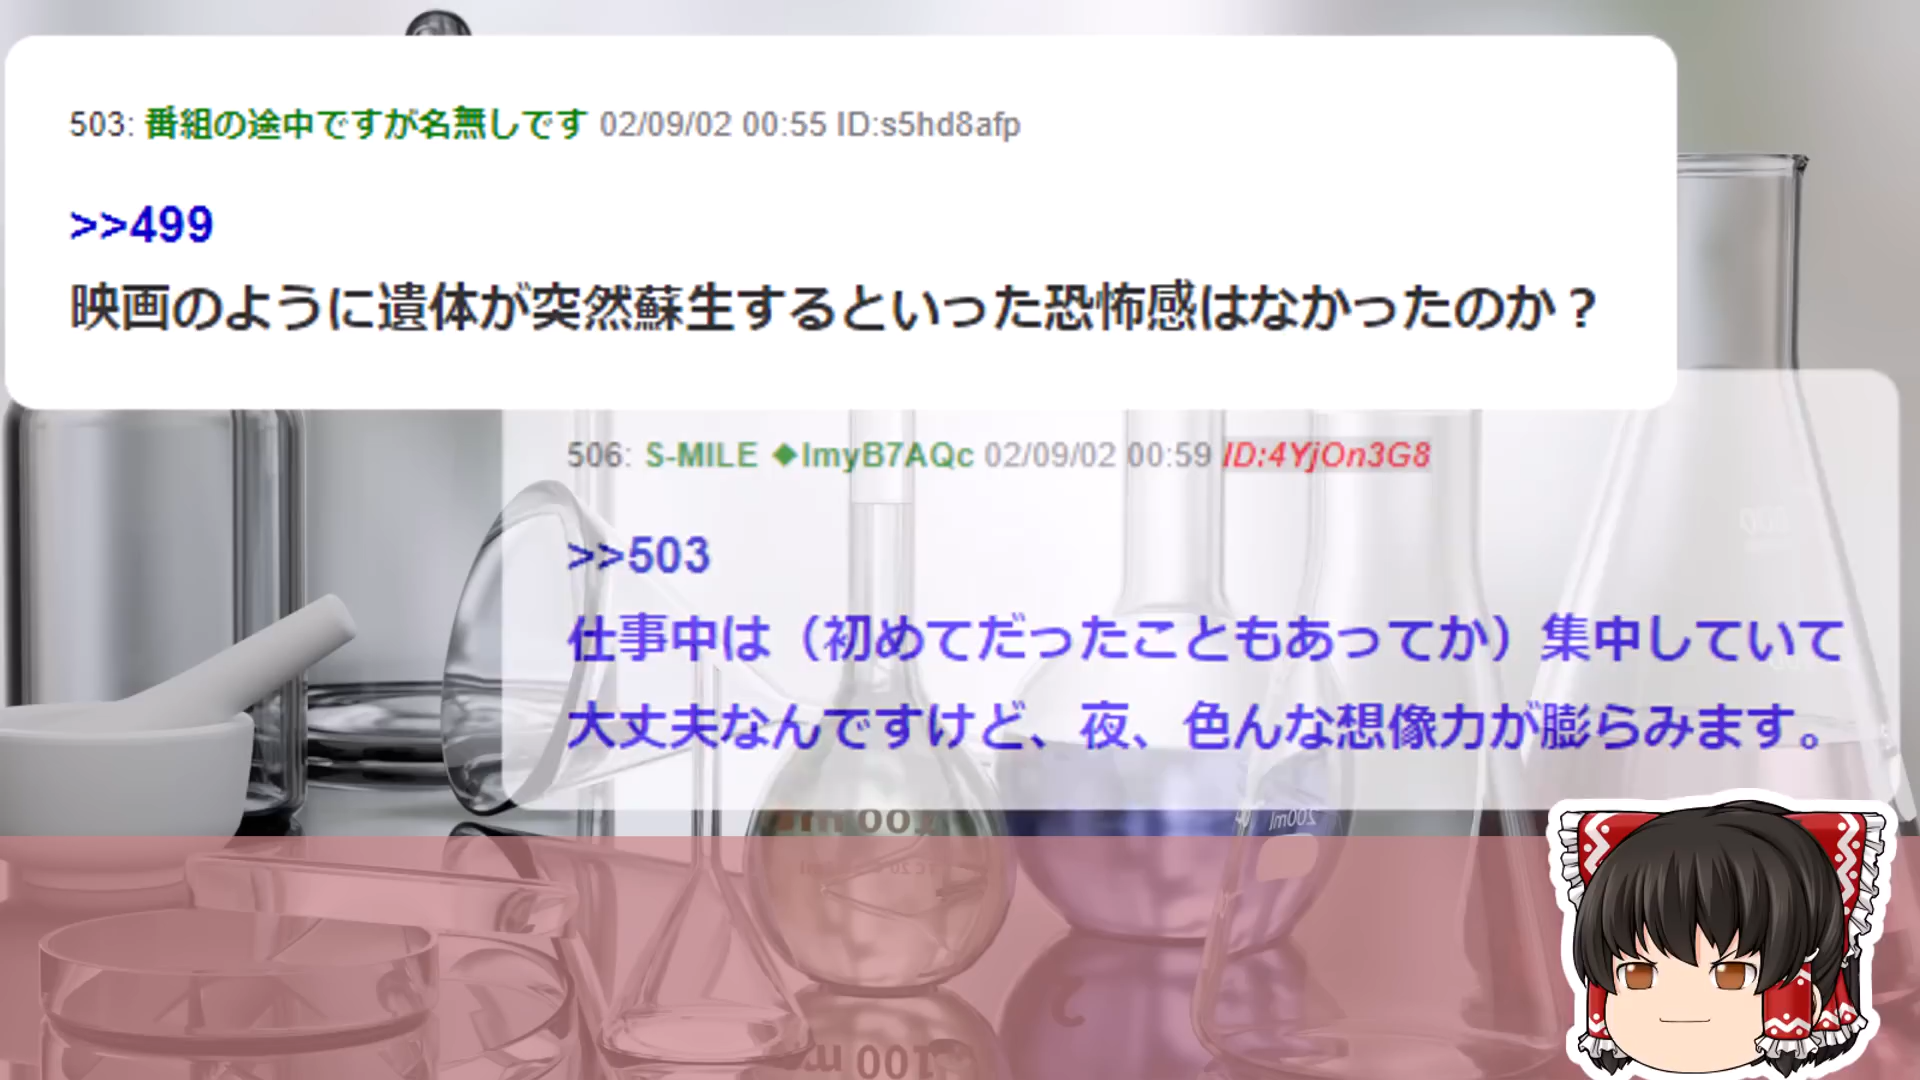 503: 番組の途中ですが名無しです 02/09/02 00:55 ID:s5hd8afp
>>499
映画のように遺体が突然蘇生するといった恐怖感はなかったのか？
506: S-MILE ◆ImyB7AQc 02/09/02 00:59 ID:4YjOn3G8
>>503
仕事中は（初めてだったこともあってか）集中していて
大丈夫なんですけど、夜、色んな想像力が膨らみます。
200ml
100 m